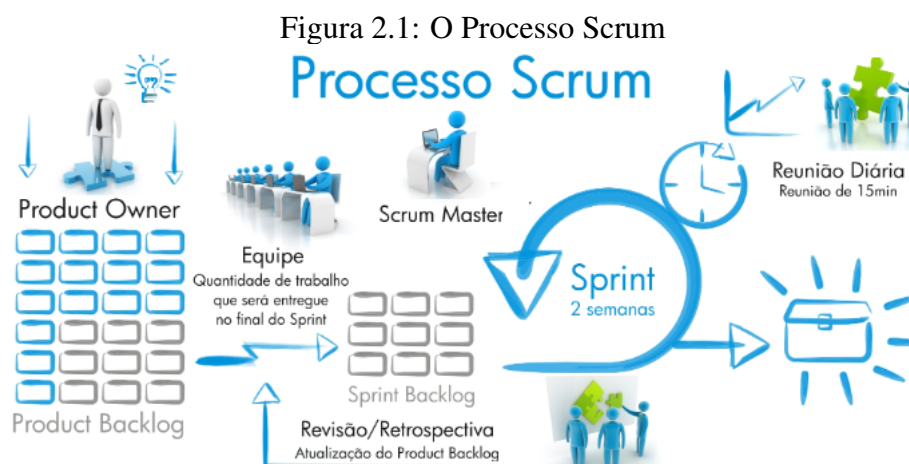 Figura 2.1: O Processo Scrum
Processo Scrum
Product Owner
Product Backlog
Equipe
Quantidade de trabalho
que será entregue
no final do Sprint
Scrum Master
Sprint Backlog
Revisão/Retrospectiva
Atualização do Product Backlog
Sprint
2 semanas
Reunião Diária
Reunião de 15min